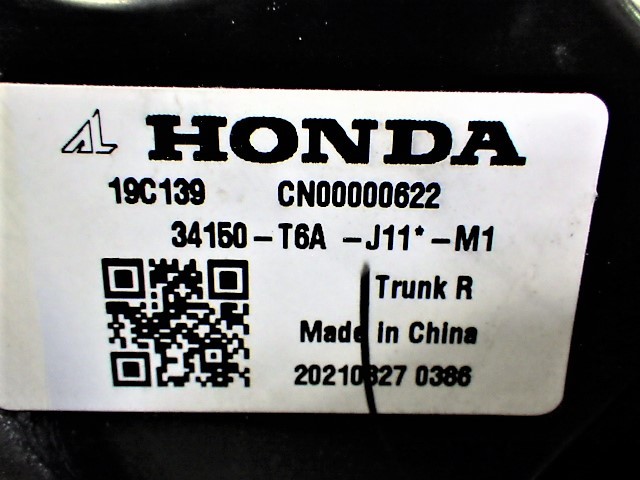 HONDA
19C139 CN00000622
34150-T6A -J11*-M1
Trunk R
Made in China
20210827 0386